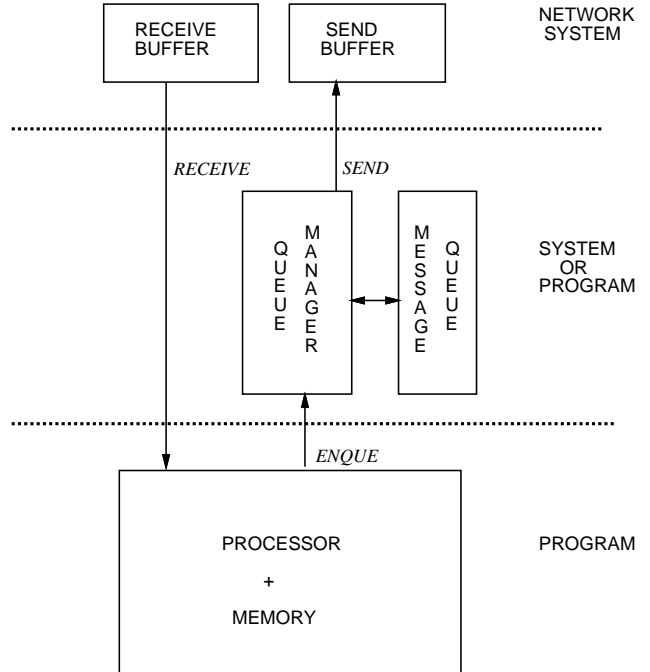 RECEIVE
BUFFER
SEND
BUFFER
NETWORK
SYSTEM
RECEIVE
SEND
QUEUE
MANAGER
MESSAGE
QUEUE
SYSTEM
OR
PROGRAM
ENQUE
PROCESSOR
+
MEMORY
PROGRAM